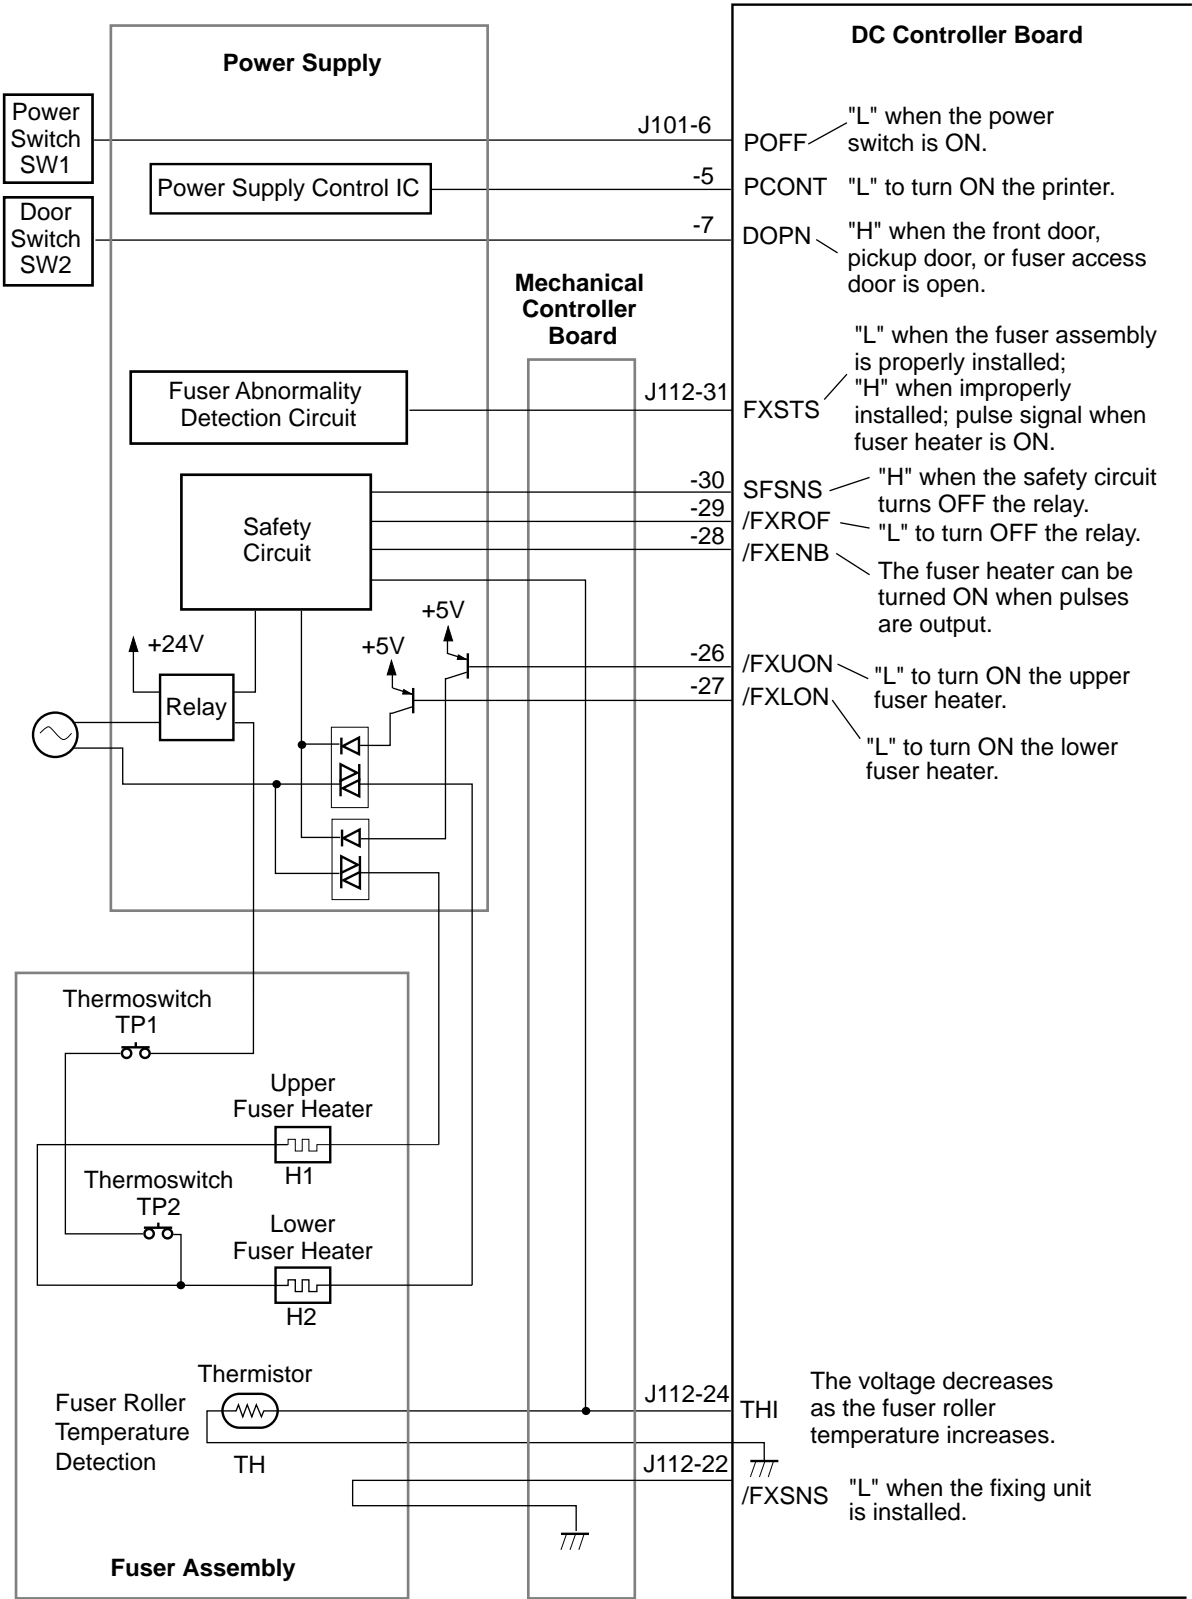 DC Controller Board
Power Supply
Power
Switch
SW1
J101-6
POFF
"L" when the power
switch is ON.
Power Supply Control IC
-5
PCONT
"L" to turn ON the printer.
Door
Switch
SW2
-7
DOPN
"H" when the front door,
pickup door, or fuser access
door is open.
Mechanical
Controller
Board
Fuser Abnormality
Detection Circuit
J112-31
FXSTS
"L" when the fuser assembly
is properly installed;
"H" when improperly
installed; pulse signal when
fuser heater is ON.
Safety
Circuit
-30
SFSNS
"H" when the safety circuit
turns OFF the relay.
-29
/FXROF
"L" to turn OFF the relay.
-28
/FXENB
The fuser heater can be
turned ON when pulses
are output.
+5V
+5V
+24V
Relay
-26
/FXUON
"L" to turn ON the upper
fuser heater.
-27
/FXLON
"L" to turn ON the lower
fuser heater.
Thermoswitch
TP1
Upper
Fuser Heater
H1
Thermoswitch
TP2
Lower
Fuser Heater
H2
Thermistor
Fuser Roller
Temperature
Detection
TH
J112-24
THI
The voltage decreases
as the fuser roller
temperature increases.
J112-22
/FXSNS
"L" when the fixing unit
is installed.
Fuser Assembly